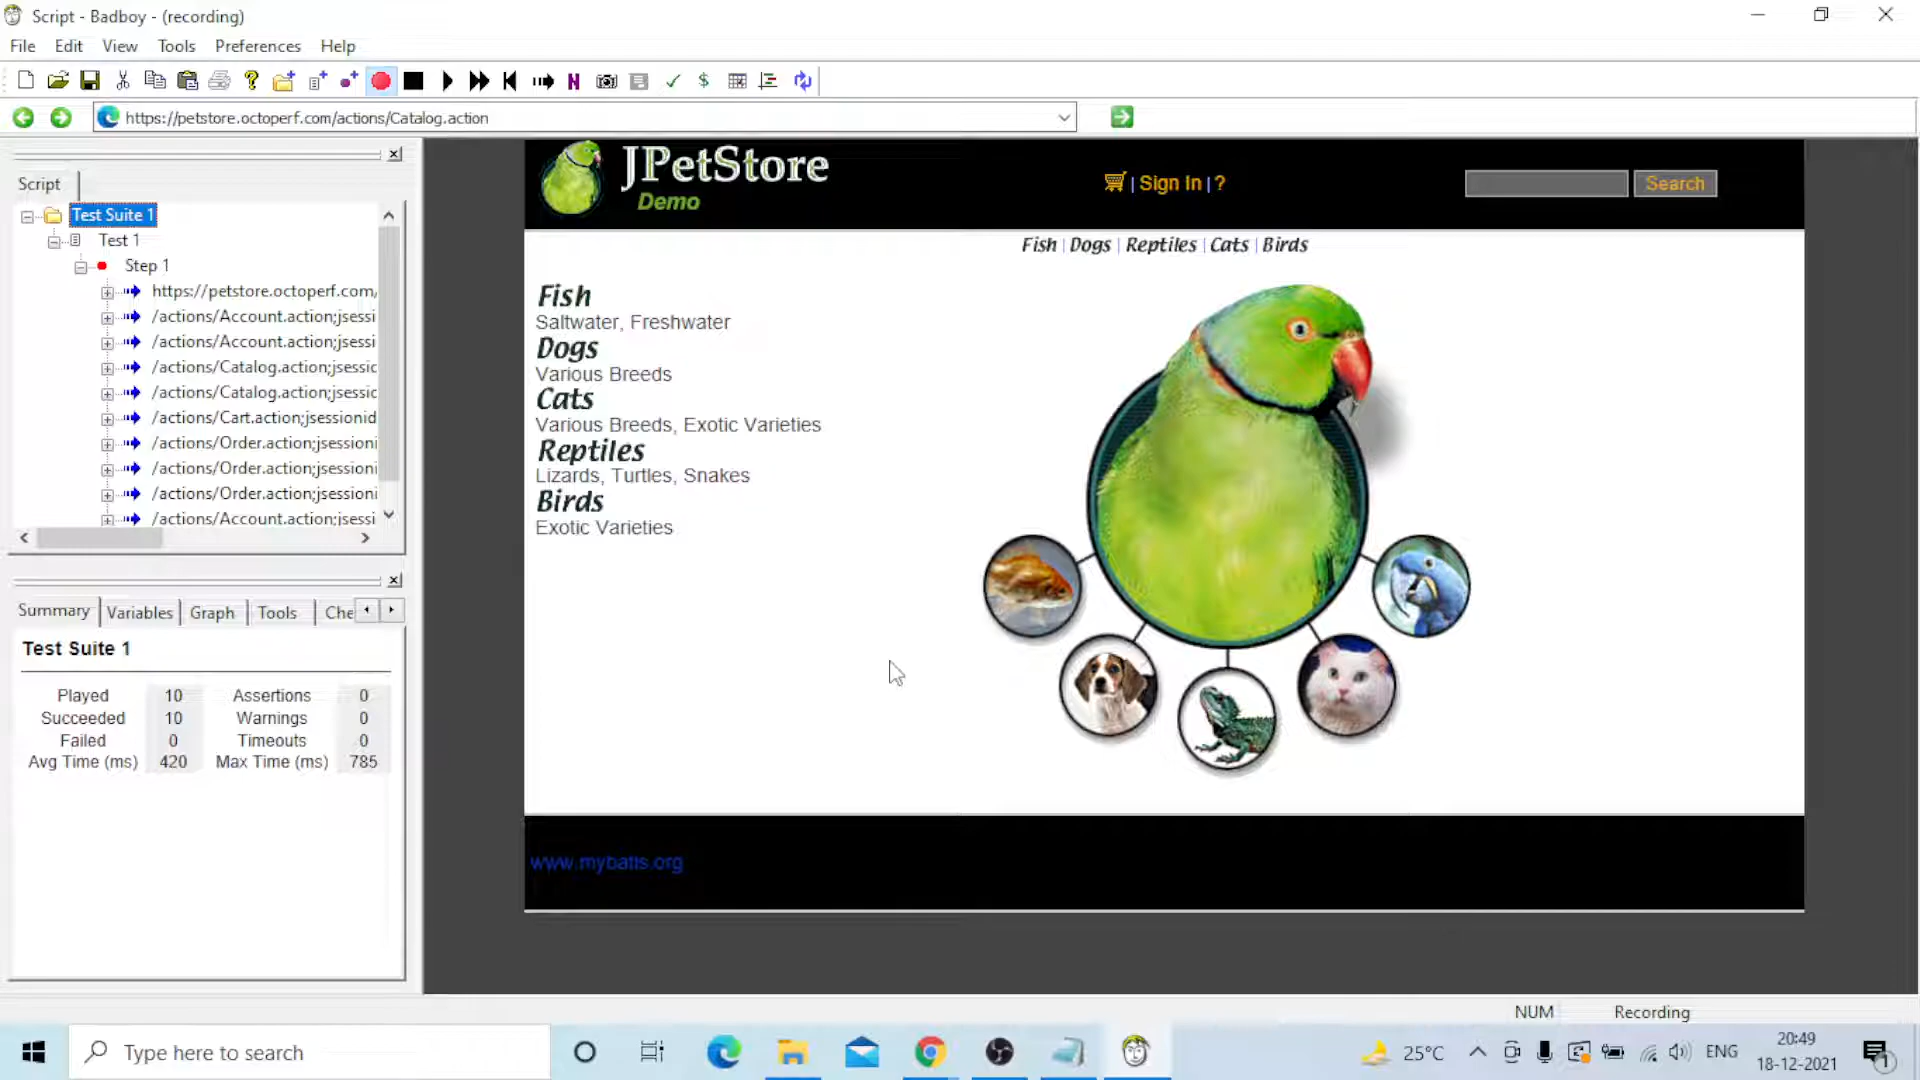 Script - Badboy - (recording)
File Edit View Tools Preferences Help
N $
https://petstore.octoperf.com/actions/Catalog.action
Script
Test Suite 1
Test 1
Step 1
https://petstore.octoperf.com/
/actions/Account.action;jsessi
/actions/Account.action;jsessi
/actions/Catalog.action;jsessic
/actions/Catalog.action;jsessic
/actions/Cart.action;jsessionid
/actions/Order.action;jsessioni
/actions/Order.action;jsessioni
/actions/Order.action;jsessioni
/actions/Account.action;jsessi
Summary Variables Graph Tools Che
Test Suite 1
Played 10 Assertions 0
Succeeded 10 Warnings 0
Failed 0 Timeouts 0
Avg Time (ms) 420 Max Time (ms) 785
JPetStore
Demo
| Sign In | ?
Search
Fish | Dogs | Reptiles | Cats | Birds
Fish
Saltwater, Freshwater
Dogs
Various Breeds
Cats
Various Breeds, Exotic Varieties
Reptiles
Lizards, Turtles, Snakes
Birds
Exotic Varieties
www.mybatis.org
NUM Recording
Type here to search
25°C ENG
20:49
18-12-2021
1